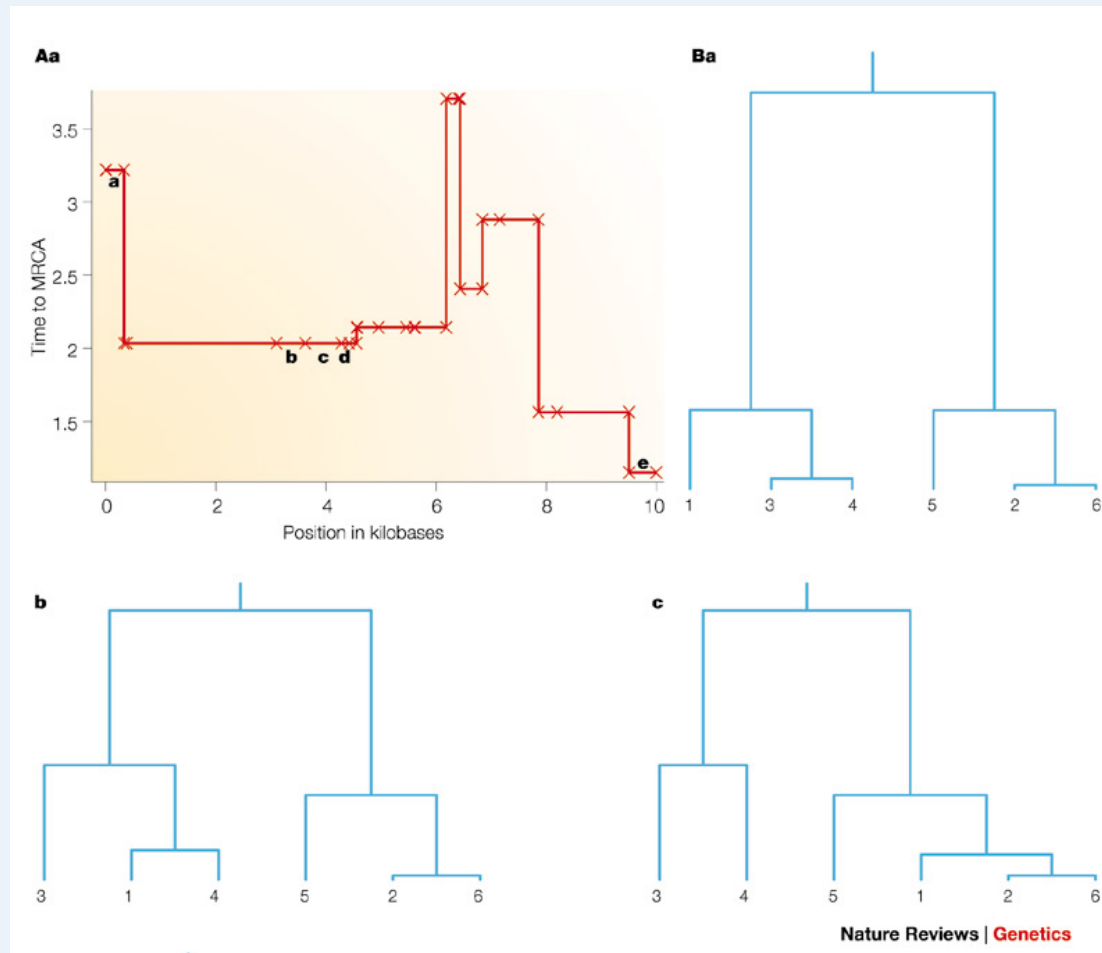 Aa
Time to MRCA
3.5
3
2.5
2
1.5
a
b c d
e
0 2 4 6 8 10
Position in kilobases
Ba
1 3 4 5 2 6
b
3 1 4 5 2 6
c
3 4 5 1 2 6
Nature Reviews | Genetics